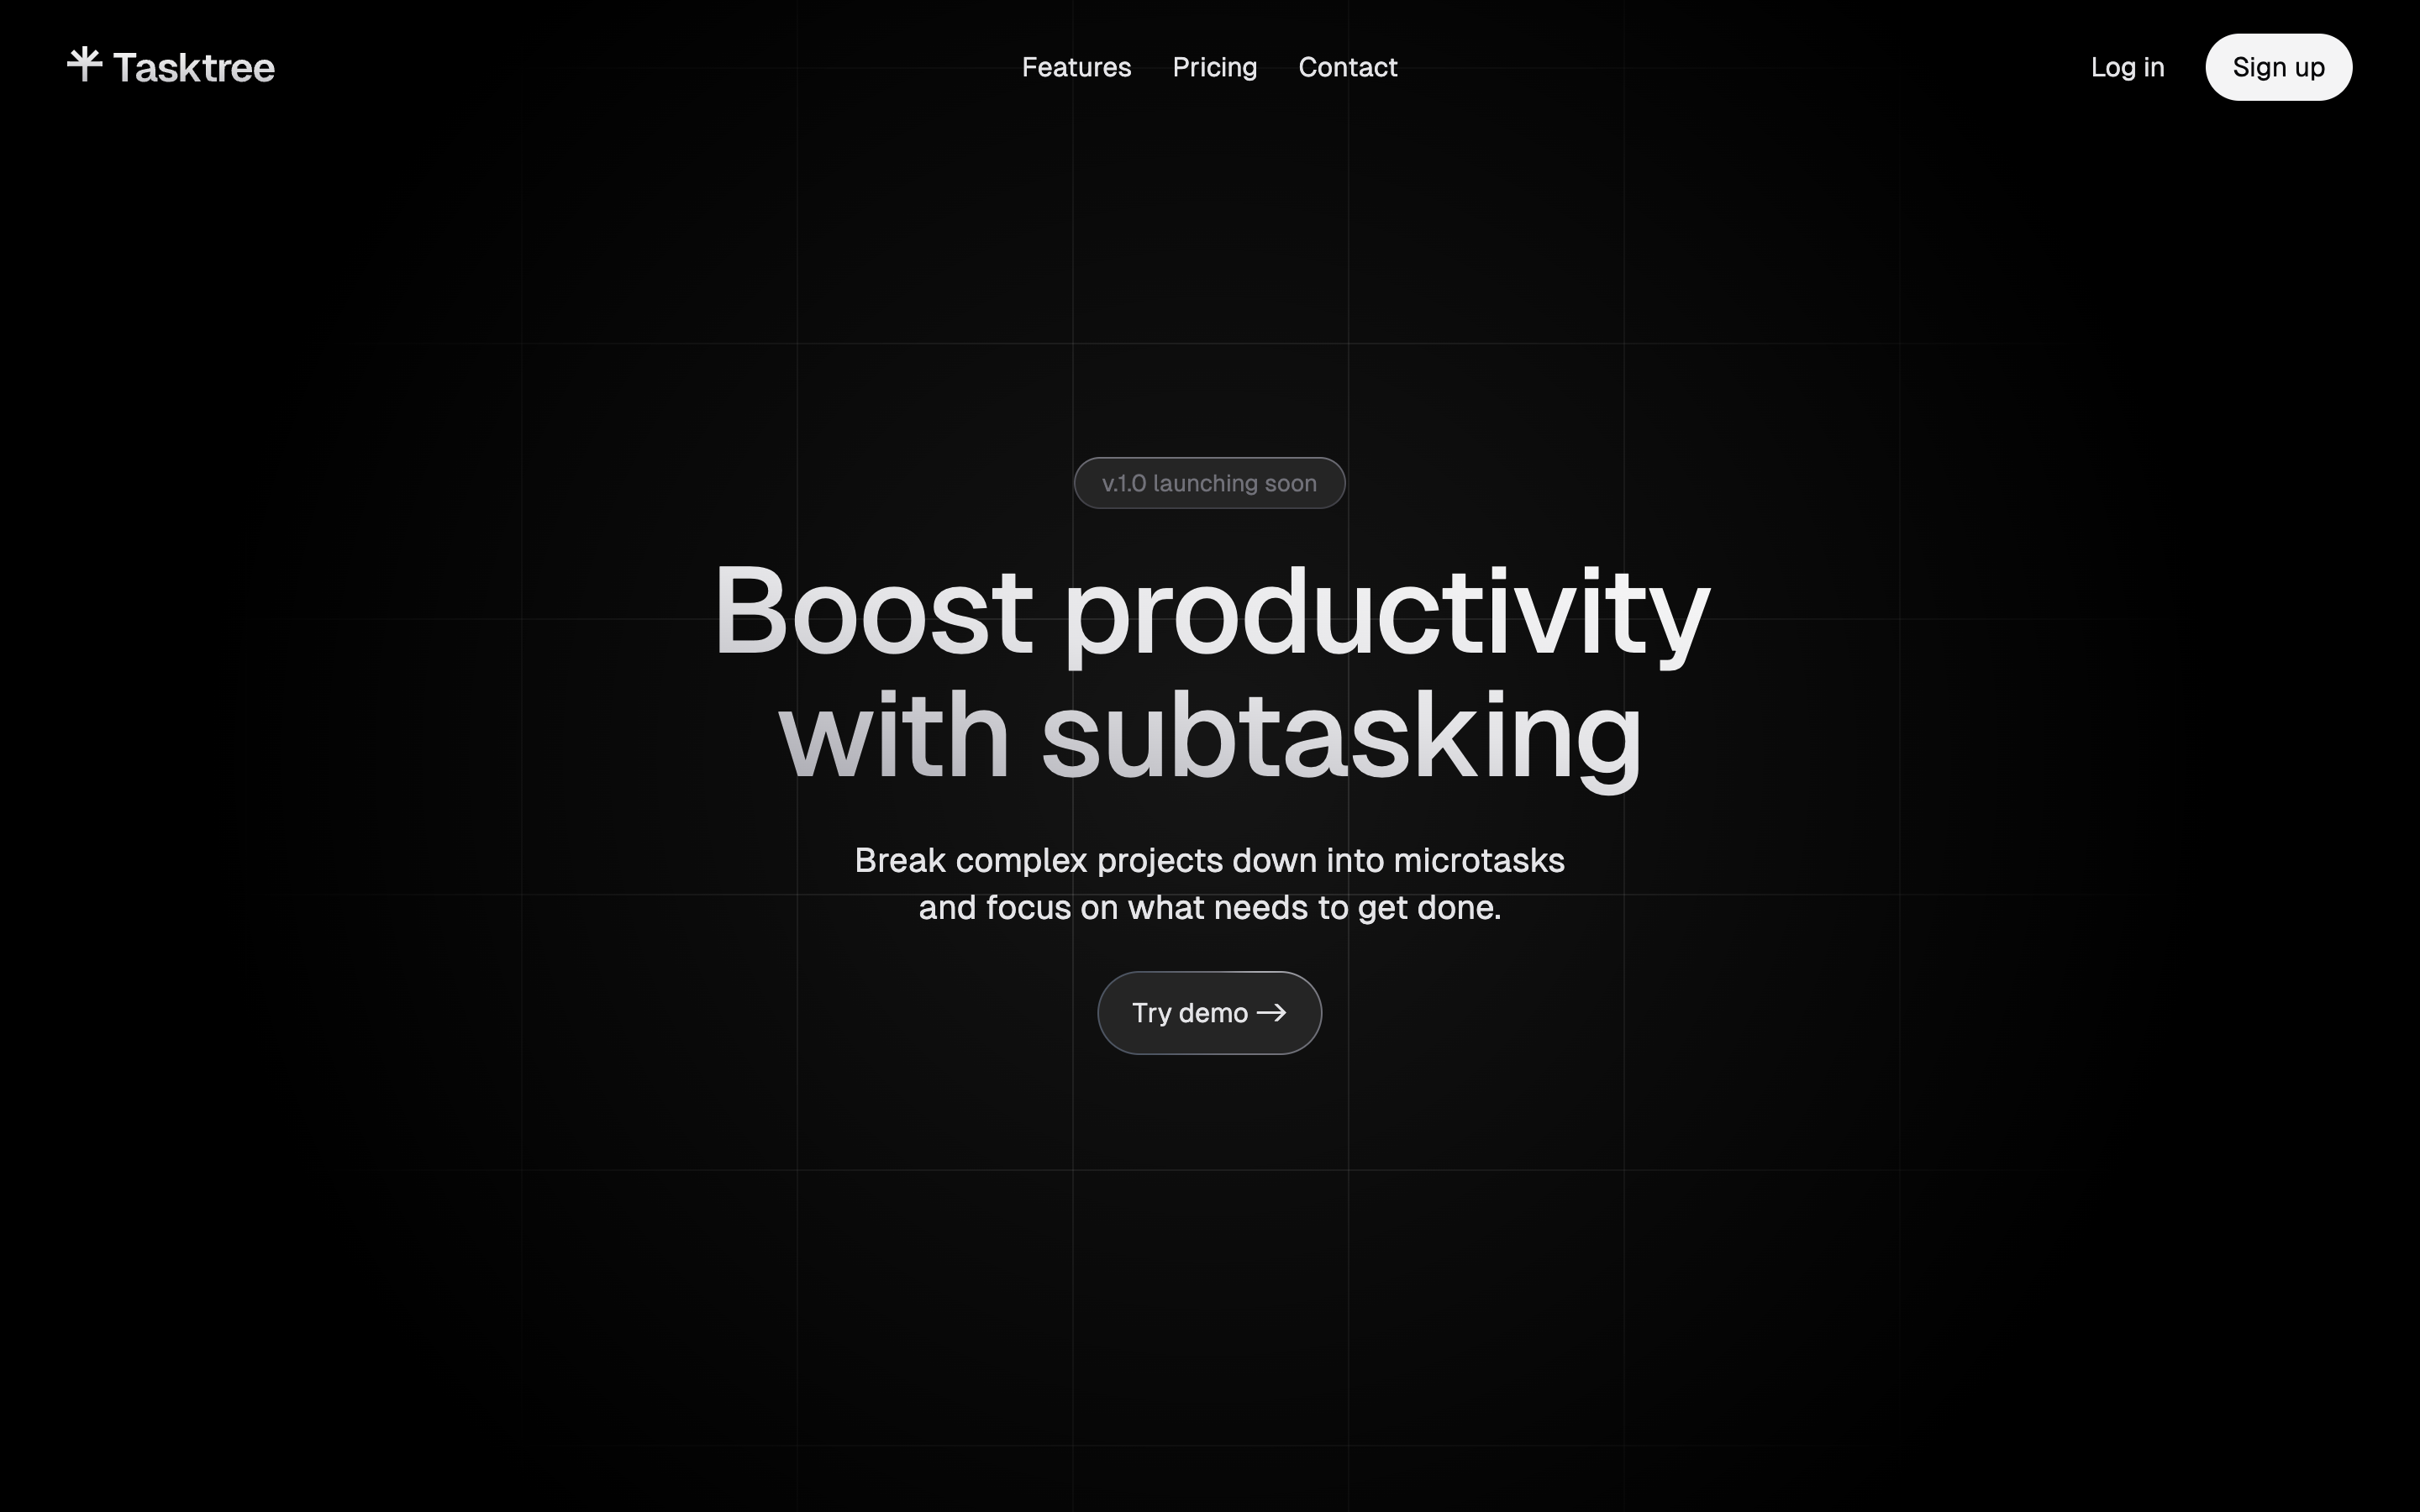 Tasktree
Features Pricing Contact
Log in Sign up
v.1.0 launching soon
Boost productivity
with subtasking
Break complex projects down into microtasks
and focus on what needs to get done.
Try demo →